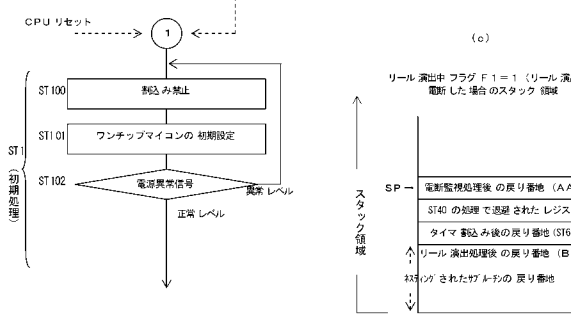 CPU リセット
1
ST100
割込み禁止
ST101
ワンチップマイコンの 初期設定
ST1
(初期処理)
ST102
電源異常信号
異常 レベル
正常 レベル
(c)
リール 演出中 フラグ F1=1 (リール 演
電断 した場合 のスタック 領域
スタック領域
SP→
電断監視処理後 の戻り番地 (AA
ST40 の処理 で退避 された レジス
タイマ 割込み後の戻り番地 (ST6
リール 演出処理後 の戻り番地 (B
ネスティング されたサブルーチンの 戻り番地